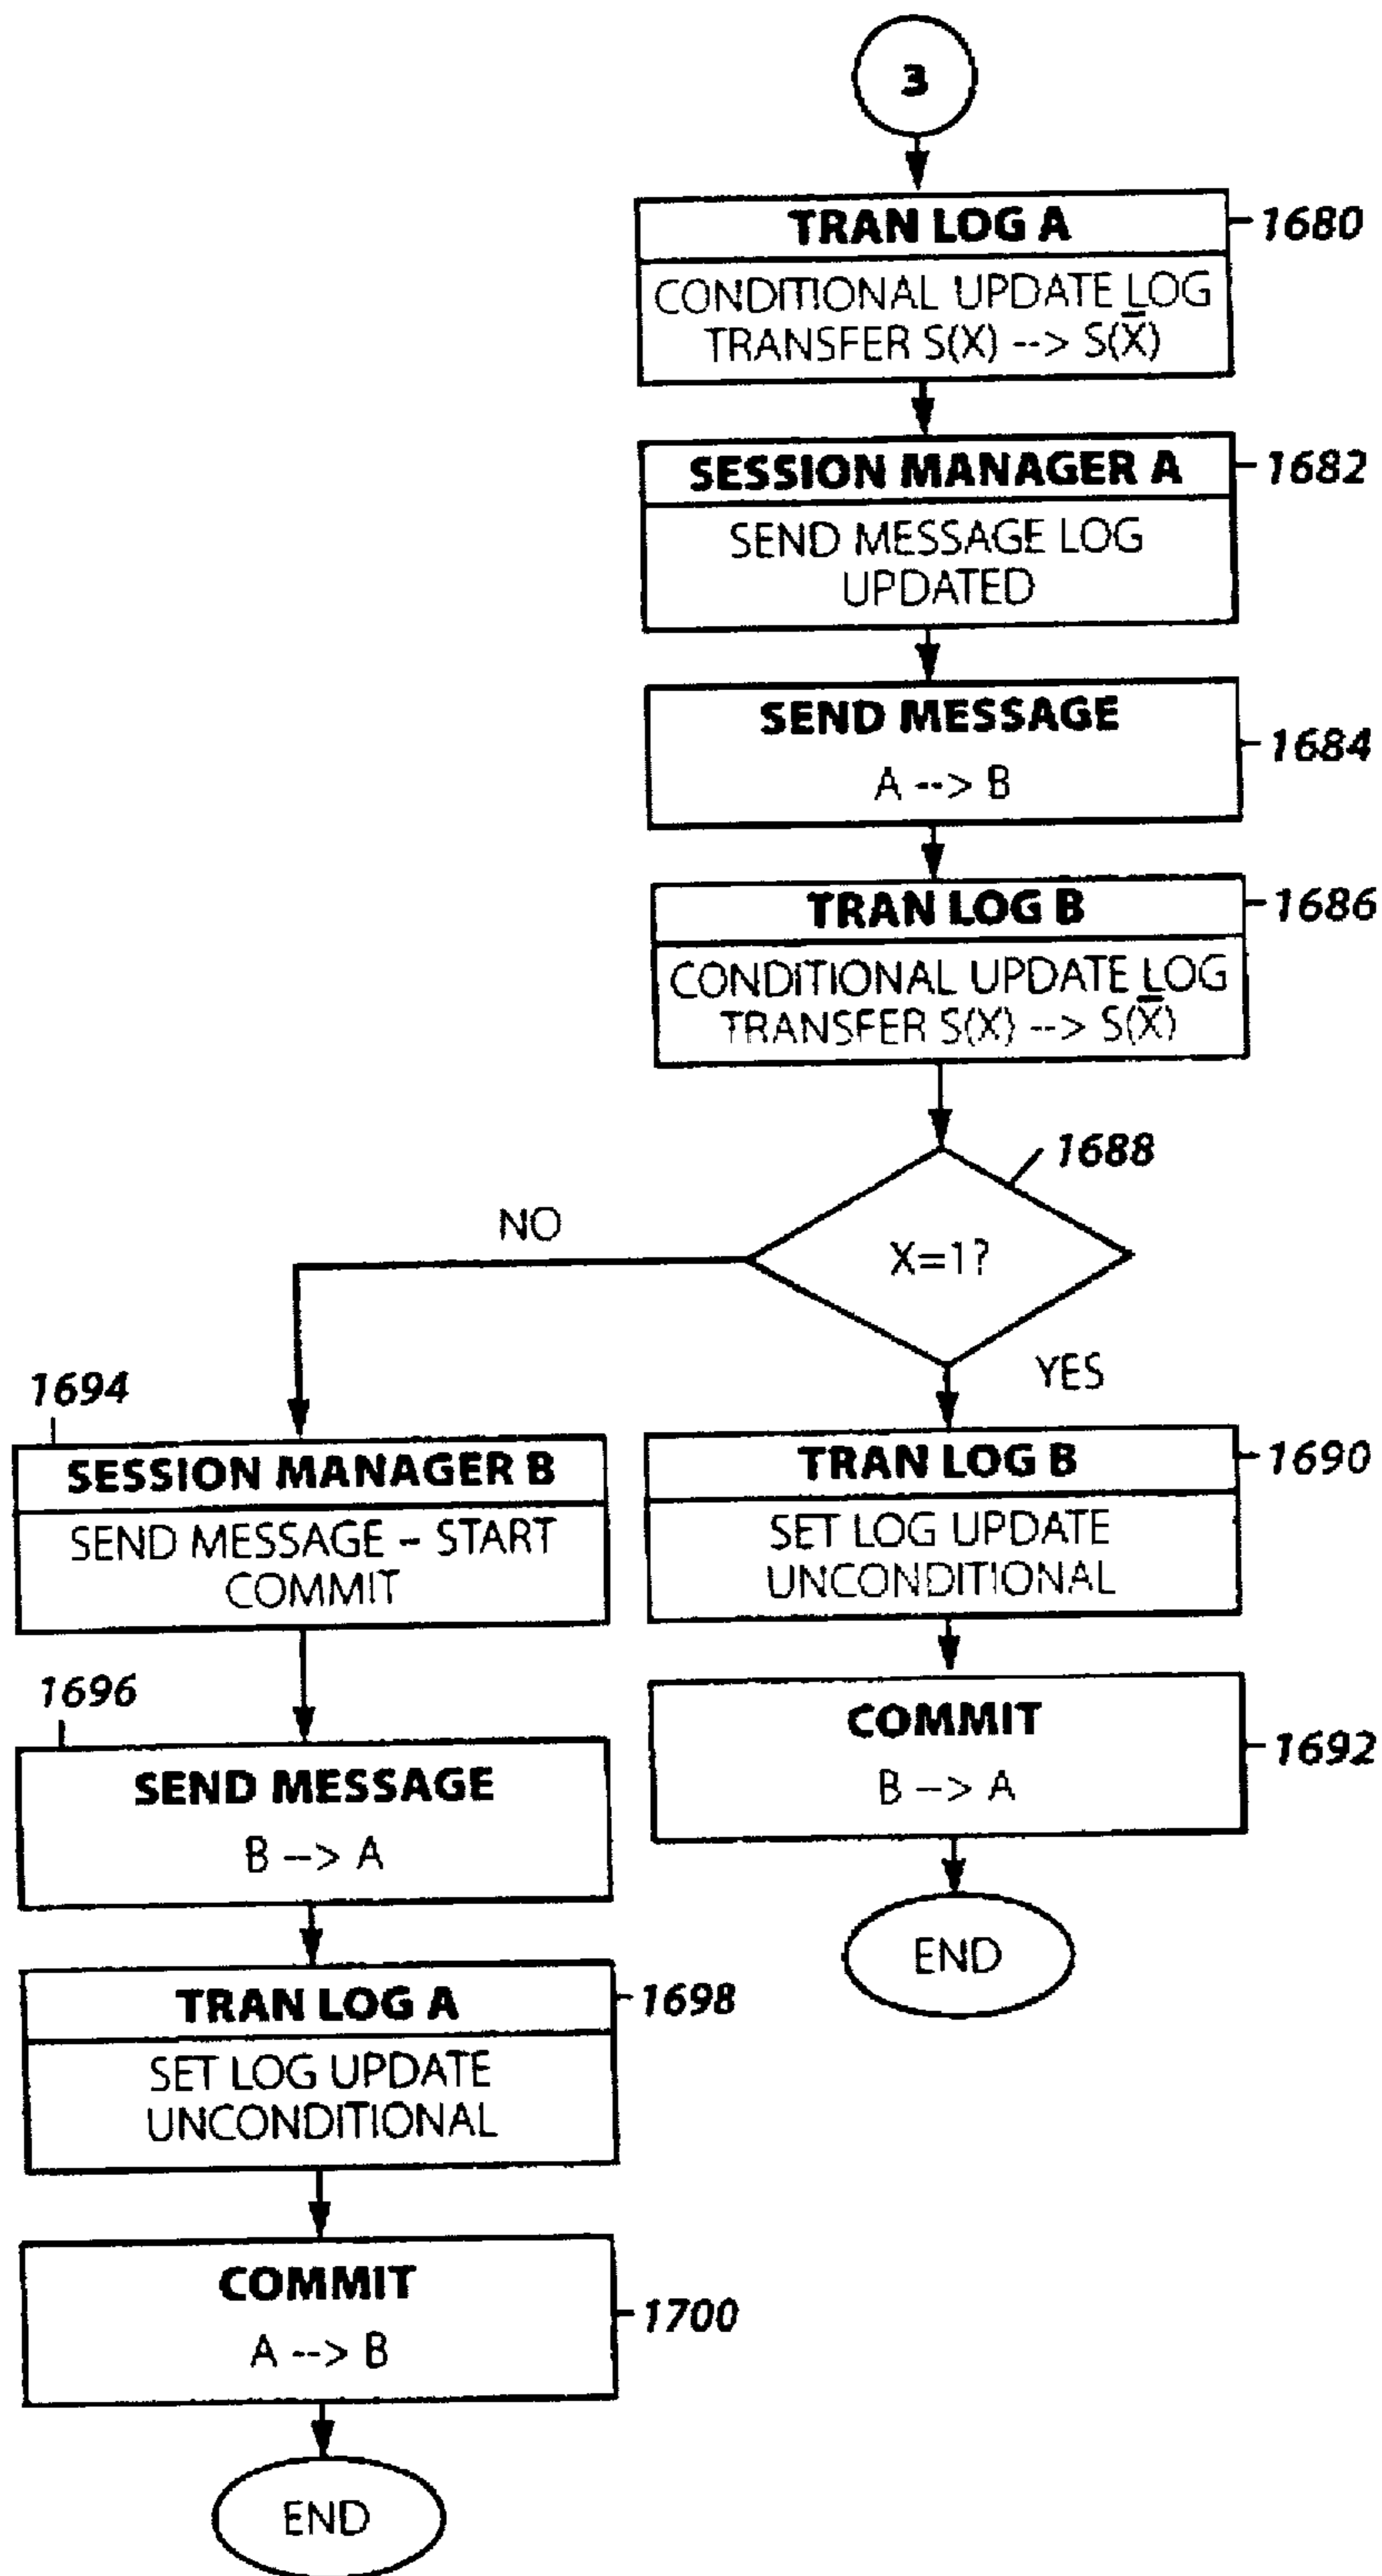 3
TRAN LOG A
1680
CONDITIONAL UPDATE LOG
TRANSFER S(X) --> S(X̅)
SESSION MANAGER A
1682
SEND MESSAGE LOG
UPDATED
SEND MESSAGE
1684
A --> B
TRAN LOG B
1686
CONDITIONAL UPDATE LOG
TRANSFER S(X) --> S(X̅)
1688
NO
X=1?
YES
1694
SESSION MANAGER B
SEND MESSAGE – START
COMMIT
TRAN LOG B
1690
SET LOG UPDATE
UNCONDITIONAL
1696
SEND MESSAGE
B --> A
COMMIT
1692
B --> A
END
TRAN LOG A
1698
SET LOG UPDATE
UNCONDITIONAL
COMMIT
1700
A --> B
END